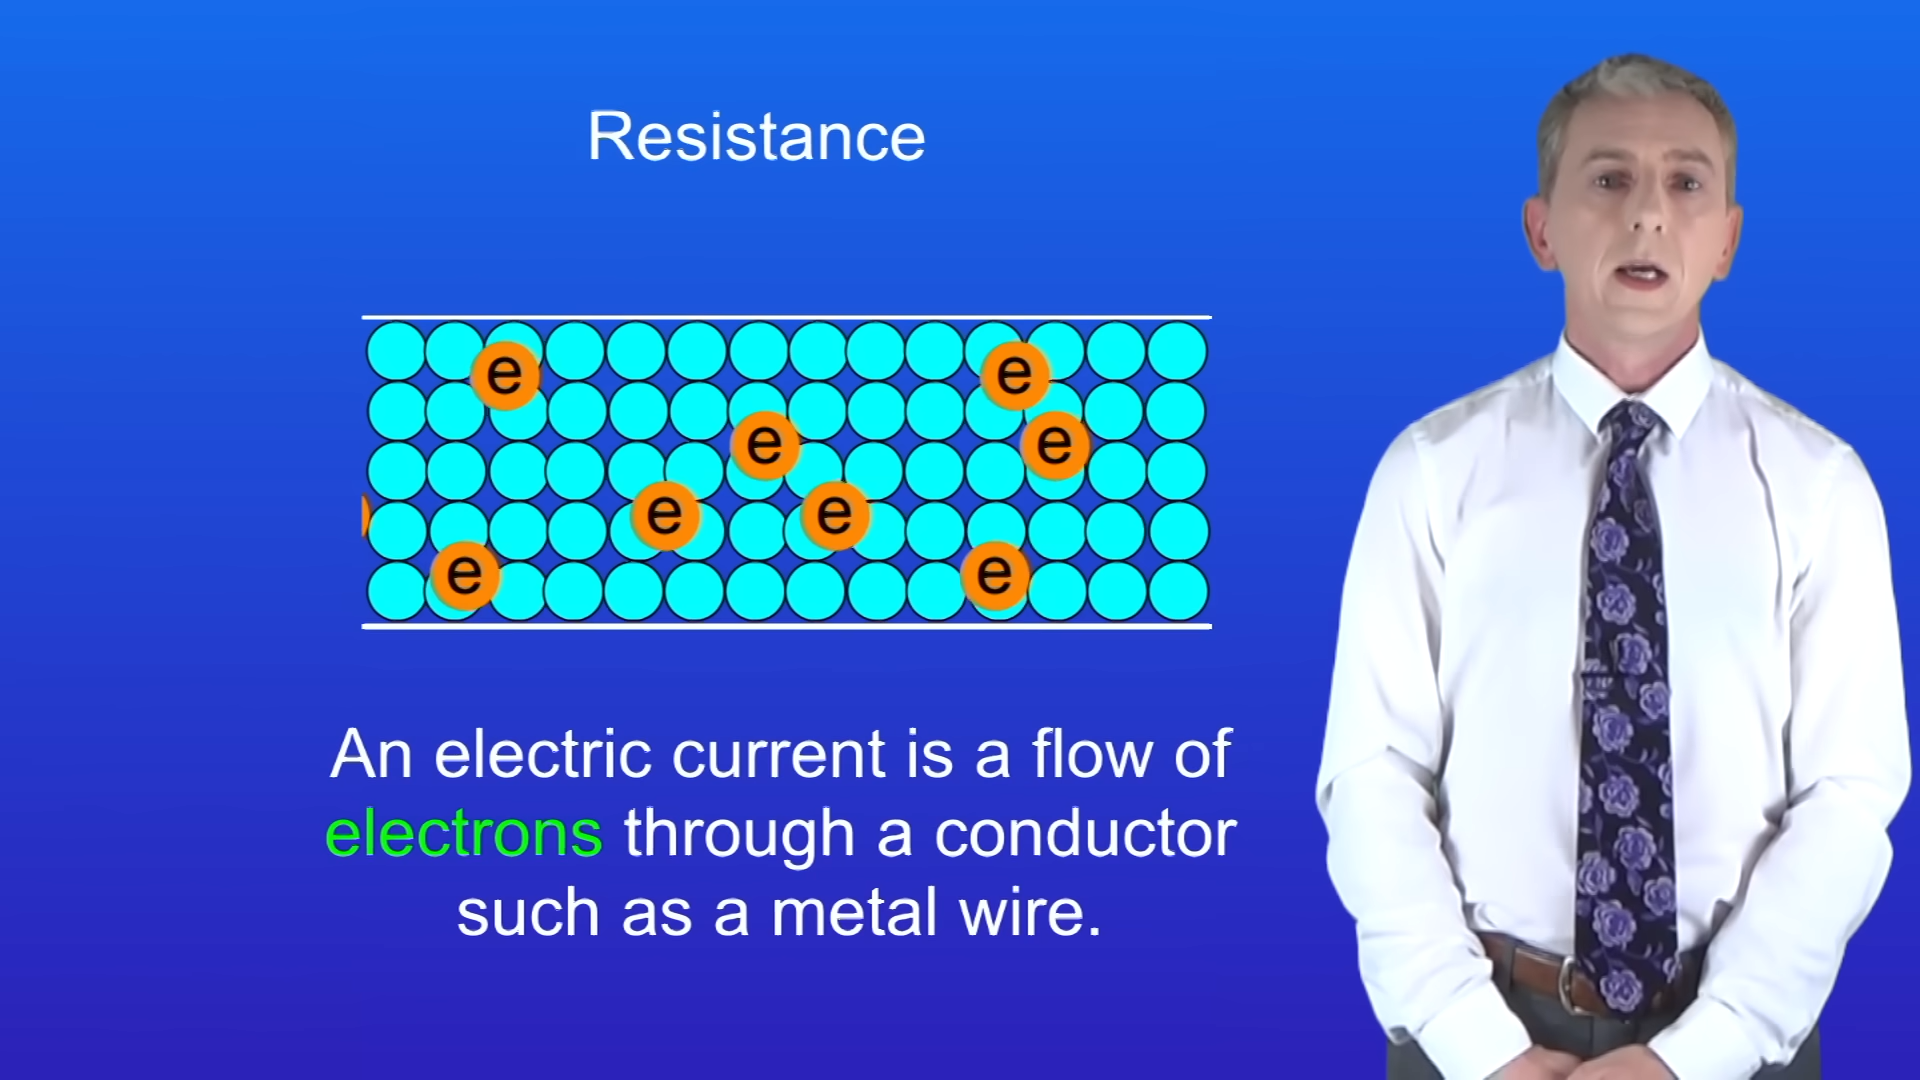 Resistance
e
e
e
e
e
e
e
e
An electric current is a flow of
electrons through a conductor
such as a metal wire.